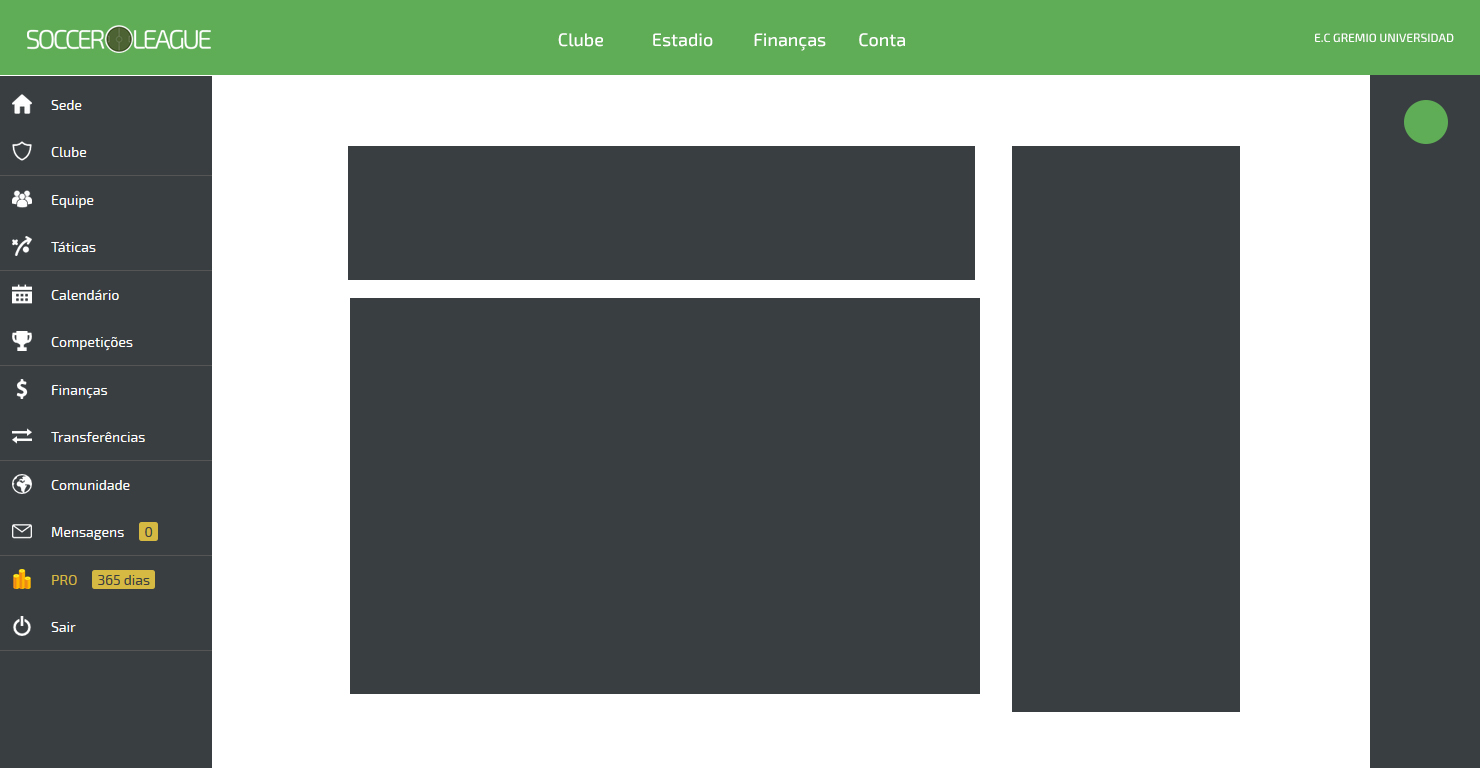 SOCCER LEAGUE
Clube Estadio Finanças Conta
E.C GREMIO UNIVERSIDAD
Sede
Clube
Equipe
Táticas
Calendário
Competições
Finanças
Transferências
Comunidade
Mensagens 0
PRO 365 dias
Sair